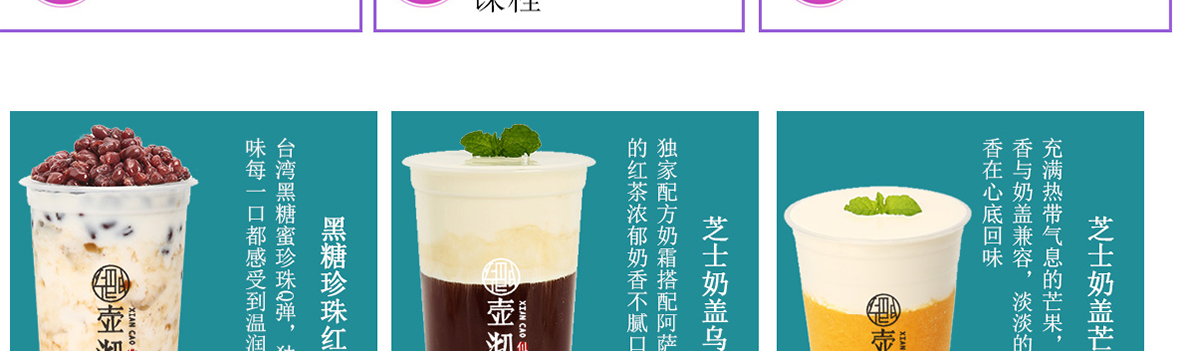 课程
黑糖珍珠红
台湾黑糖蜜珍珠Q弹，独
味每一口都感受到温润
壶
XIAN CAO
芝士奶盖乌
独家配方奶霜搭配阿萨
的红茶浓郁奶香不腻口
壶
XIAN CAO
仙
芝士奶盖芒
充满热带气息的芒果，
香与奶盖兼容，淡淡的
香在心底回味
壶
XIAN